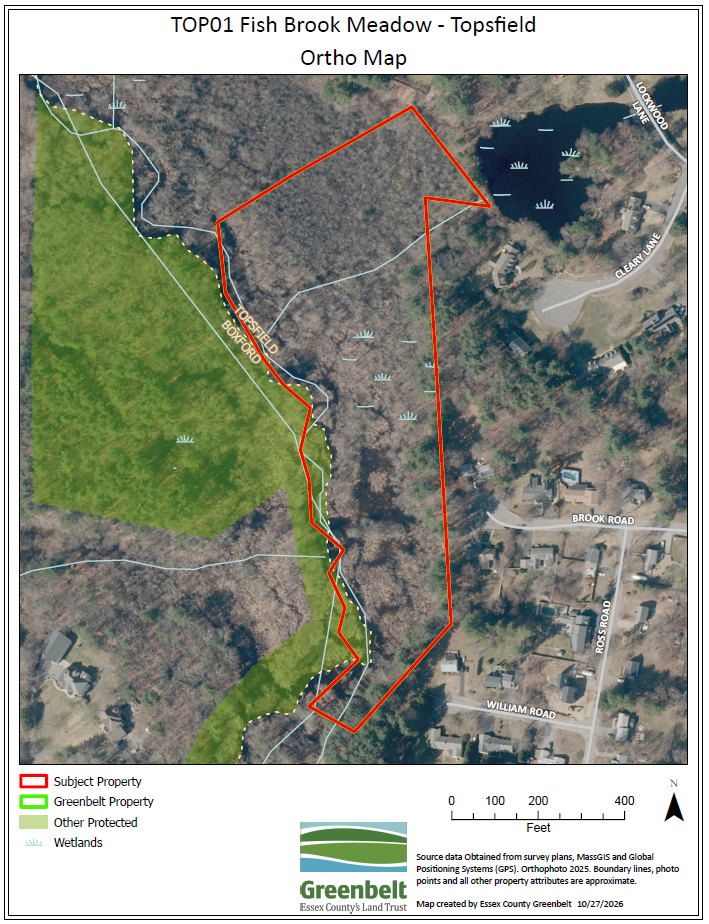 TOP01 Fish Brook Meadow - Topsfield
Ortho Map
LOCKWOOD
LANE
CLEARY LANE
TOPSFIELD
BOXFORD
BROOK ROAD
ROSS ROAD
WILLIAM ROAD
Subject Property
Greenbelt Property
Other Protected
Wetlands
0 100 200 400
Feet
N
Greenbelt
Essex County's Land Trust
Source data Obtained from survey plans, MassGIS and Global
Positioning Systems (GPS). Orthophoto 2025. Boundary lines, photo
points and all other property attributes are approximate.
Map created by Essex County Greenbelt 10/27/2026